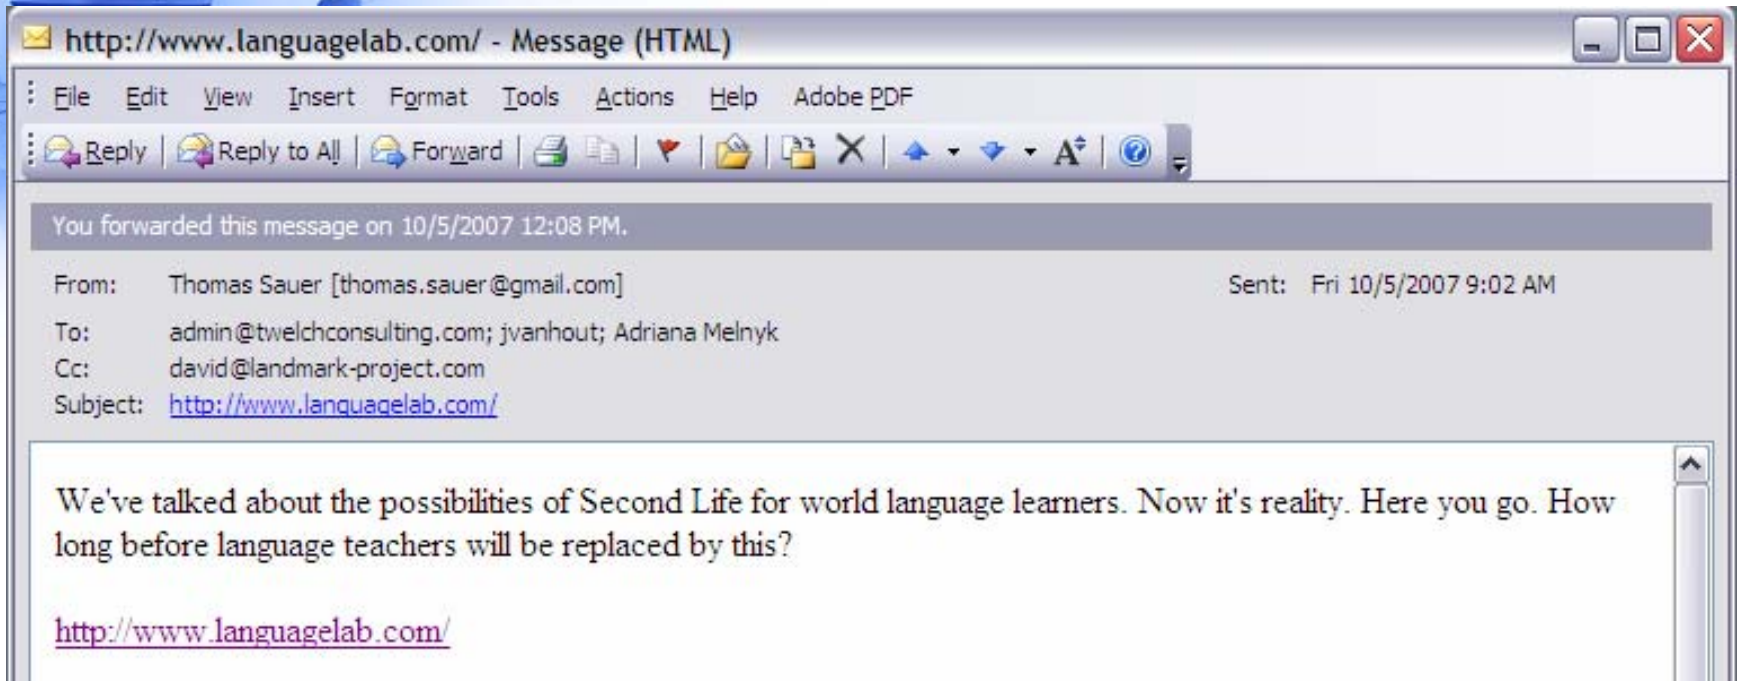 http://www.languagelab.com/ - Message (HTML)
File Edit View Insert Format Tools Actions Help Adobe PDF
Reply Reply to All Forward A
You forwarded this message on 10/5/2007 12:08 PM.
From: Thomas Sauer [thomas.sauer@gmail.com] Sent: Fri 10/5/2007 9:02 AM
To: admin@twelchconsulting.com; jvanhout; Adriana Melnyk
Cc: david@landmark-project.com
Subject: http://www.languagelab.com/
We've talked about the possibilities of Second Life for world language learners. Now it's reality. Here you go. How
long before language teachers will be replaced by this?
http://www.languagelab.com/